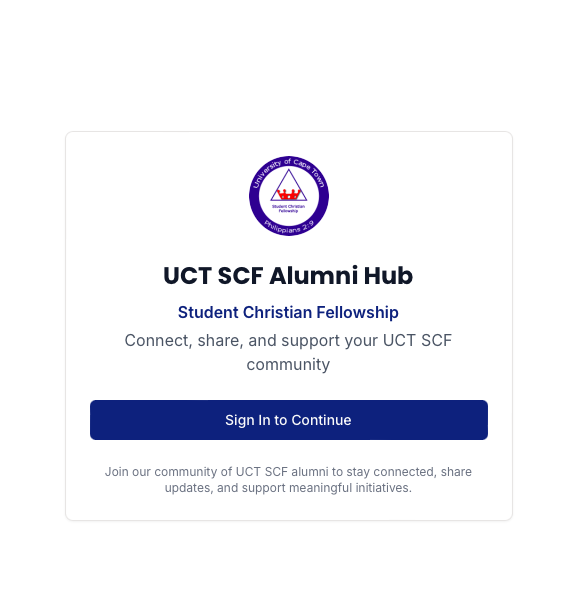 University of Cape Town
Student Christian
Fellowship
Philippians 2:9
UCT SCF Alumni Hub
Student Christian Fellowship
Connect, share, and support your UCT SCF
community
Sign In to Continue
Join our community of UCT SCF alumni to stay connected, share
updates, and support meaningful initiatives.